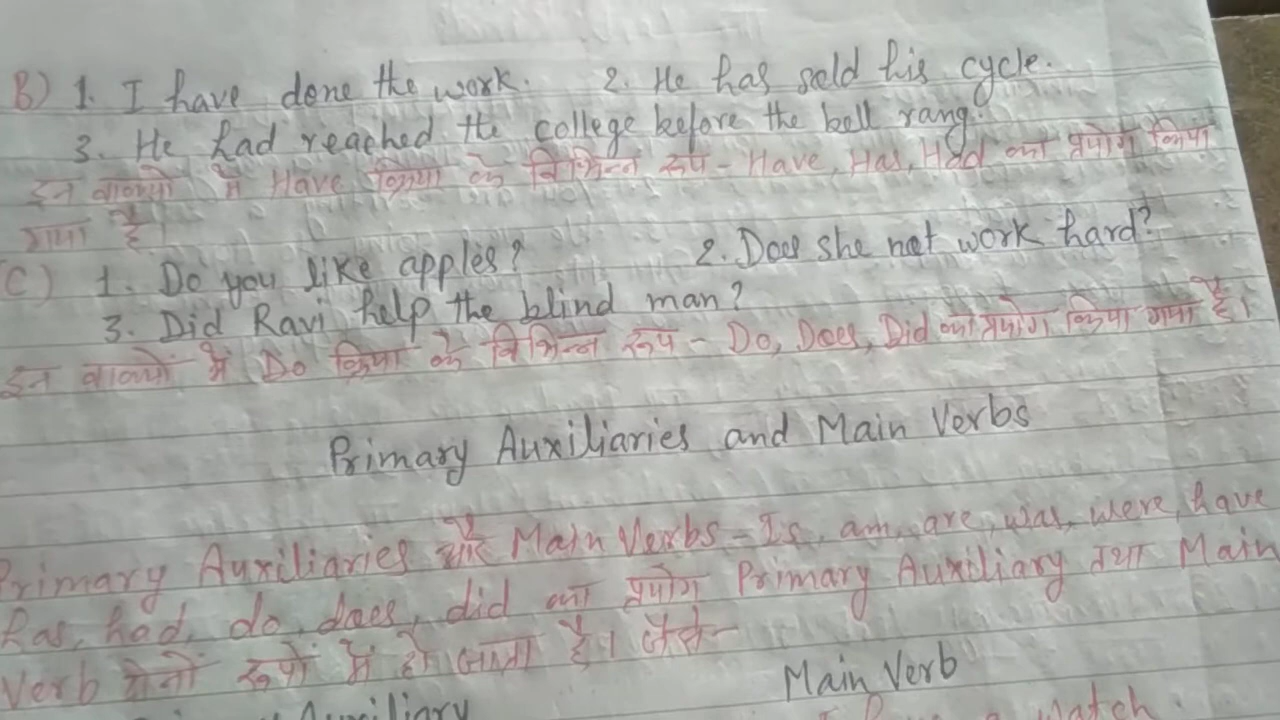 B) 1. I have done the work. 2. He has sold his cycle.
3. He had reached the college before the bell rang.
इन वाक्यों में Have क्रिया के विभिन्न रूप - Have, Has, Had का प्रयोग किया
गया है।
(C) 1. Do you like apples? 2. Does she not work hard?
3. Did Ravi help the blind man?
इन वाक्यों में Do क्रिया के विभिन्न रूप - Do, Does, Did का प्रयोग किया गया है।
Primary Auxiliaries and Main Verbs
Primary Auxiliaries और Main Verbs - Is, am, are, was, were, have
has, had, do, does, did का प्रयोग Primary Auxiliary तथा Main
Verb दोनों रूपों में हो जाता है। जैसे-
Main Verb
Auxiliary
watch.